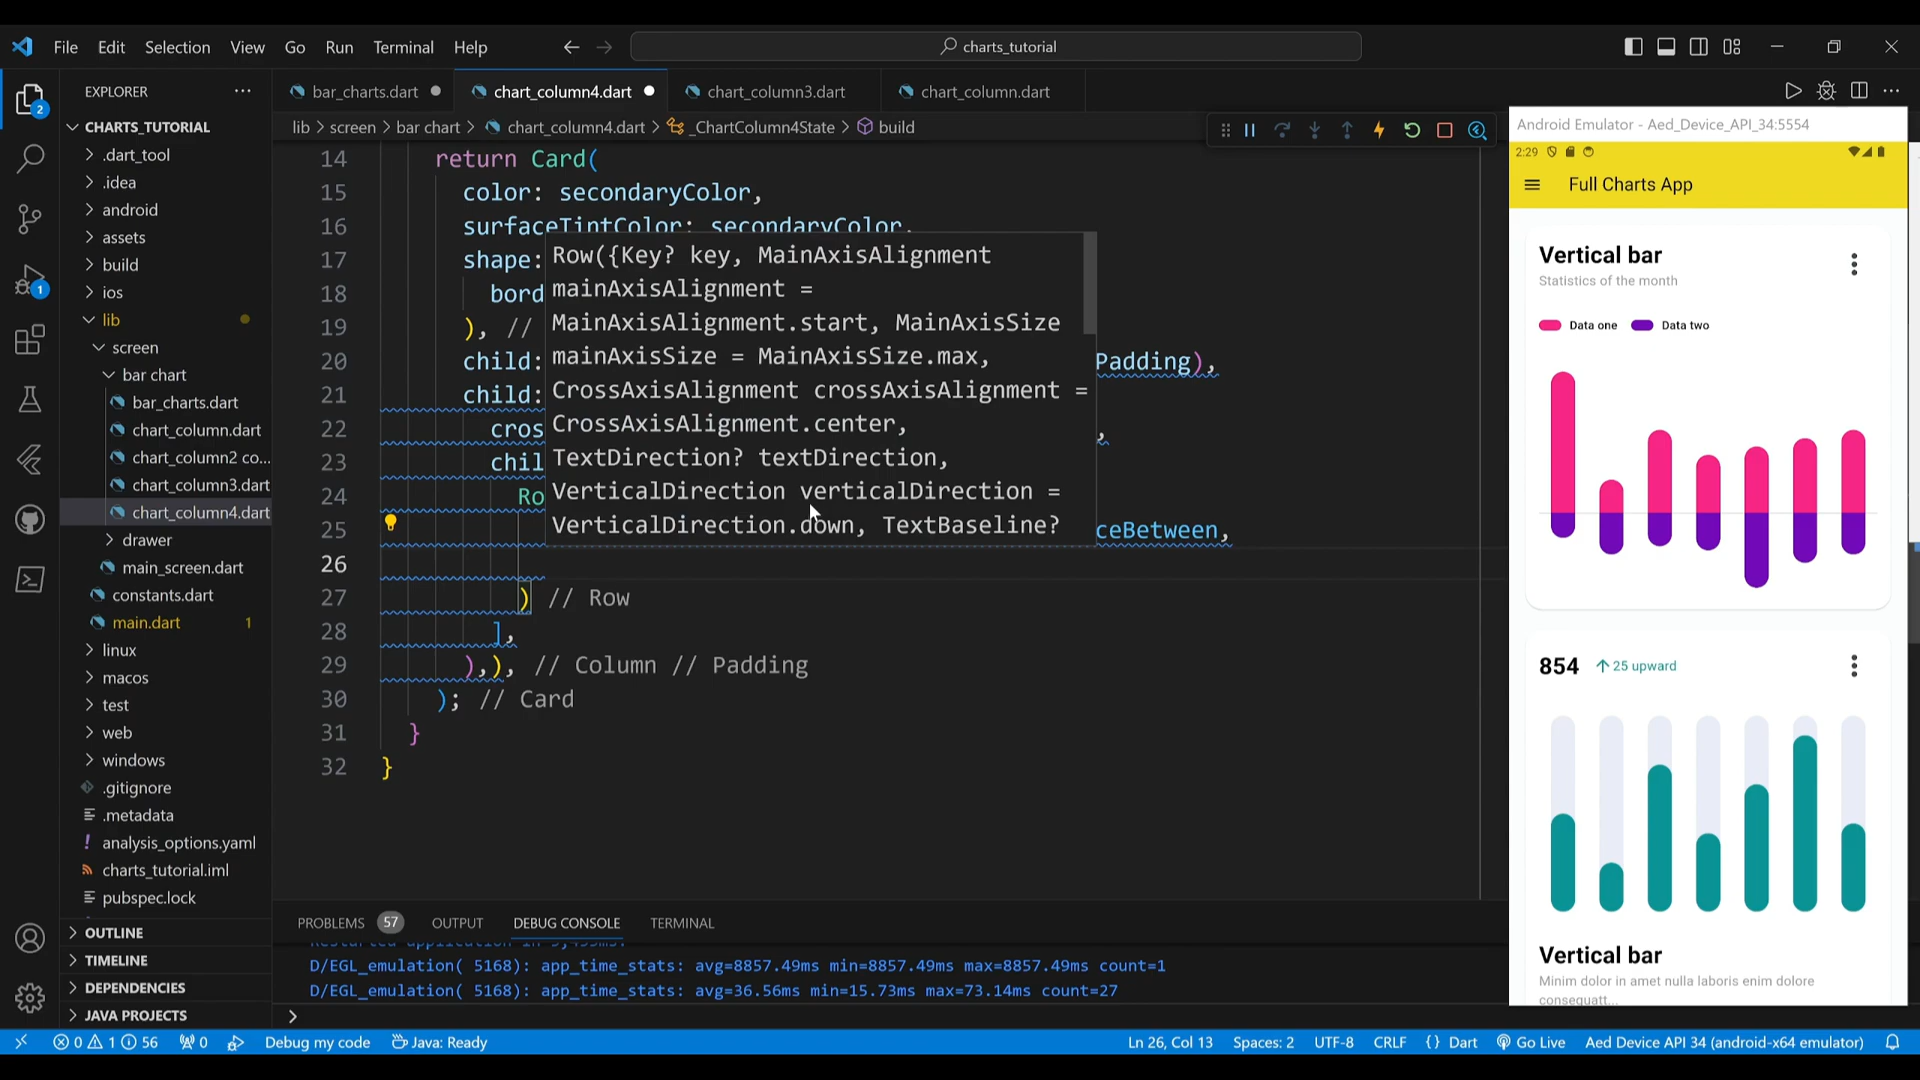 File Edit Selection View Go Run Terminal Help
charts_tutorial
EXPLORER
bar_charts.dart
chart_column4.dart
chart_column3.dart
chart_column.dart
lib > screen > bar chart > chart_column4.dart > _ChartColumn4State > build
CHARTS_TUTORIAL
.dart_tool
.idea
android
assets
build
ios
lib
screen
bar chart
bar_charts.dart
chart_column.dart
chart_column2 co...
chart_column3.dart
chart_column4.dart
drawer
main_screen.dart
constants.dart
main.dart 1
linux
macos
test
web
windows
.gitignore
.metadata
analysis_options.yaml
charts_tutorial.iml
pubspec.lock
OUTLINE
TIMELINE
DEPENDENCIES
JAVA PROJECTS
2
1
14 return Card(
15 color: secondaryColor,
16 surfaceTintColor: secondaryColor,
17 shape:
18 bord
19 ), //
20 child: Padding),
21 child:
22 cros ,
23 chil
24 Ro
25 ceBetween,
26
27 ) // Row
28 ],
29 ),), // Column // Padding
30 ); // Card
31 }
32 }
Row({Key? key, MainAxisAlignment
mainAxisAlignment =
MainAxisAlignment.start, MainAxisSize
mainAxisSize = MainAxisSize.max,
CrossAxisAlignment crossAxisAlignment =
CrossAxisAlignment.center,
TextDirection? textDirection,
VerticalDirection verticalDirection =
VerticalDirection.down, TextBaseline?
PROBLEMS 57 OUTPUT DEBUG CONSOLE TERMINAL
D/EGL_emulation( 5168): app_time_stats: avg=8857.49ms min=8857.49ms max=8857.49ms count=1
D/EGL_emulation( 5168): app_time_stats: avg=36.56ms min=15.73ms max=73.14ms count=27
Android Emulator - Aed_Device_API_34:5554
2:29
Full Charts App
Vertical bar
Statistics of the month
Data one Data two
854 25 upward
Vertical bar
Minim dolor in amet nulla laboris enim dolore
consequatt...
0 1 56 0 Debug my code Java: Ready Ln 26, Col 13 Spaces: 2 UTF-8 CRLF {} Dart Go Live Aed Device API 34 (android-x64 emulator)